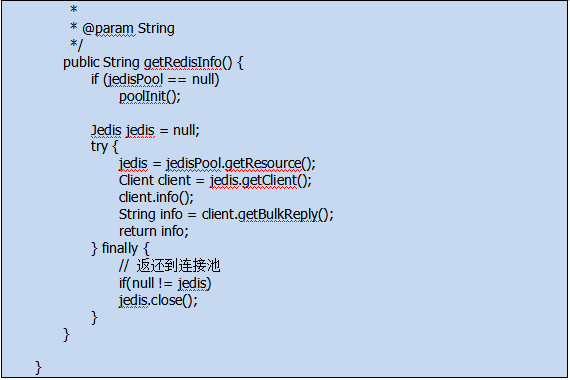 *
* @param String
*/
public String getRedisInfo() {
if (jedisPool == null)
poolInit();
Jedis jedis = null;
try {
jedis = jedisPool.getResource();
Client client = jedis.getClient();
client.info();
String info = client.getBulkReply();
return info;
} finally {
// 返还到连接池
if(null != jedis)
jedis.close();
}
}
}